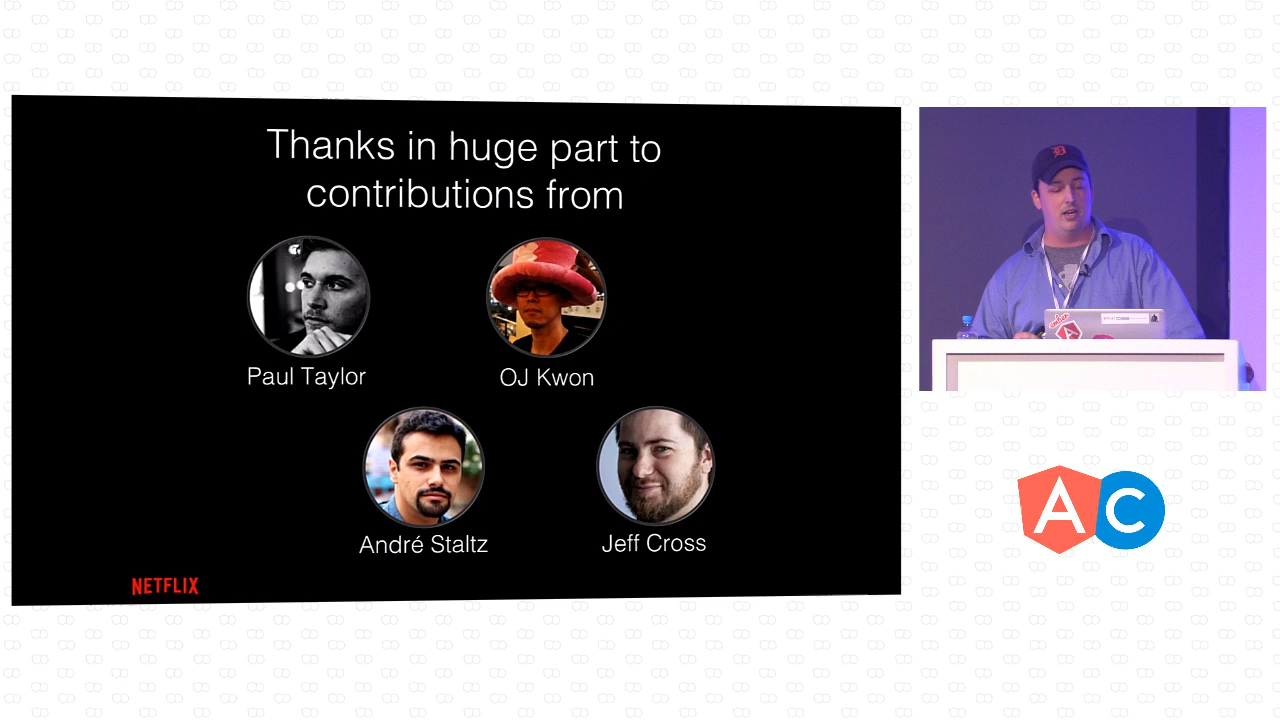 Thanks in huge part to
contributions from
Paul Taylor
OJ Kwon
André Staltz
Jeff Cross
NETFLIX
A C